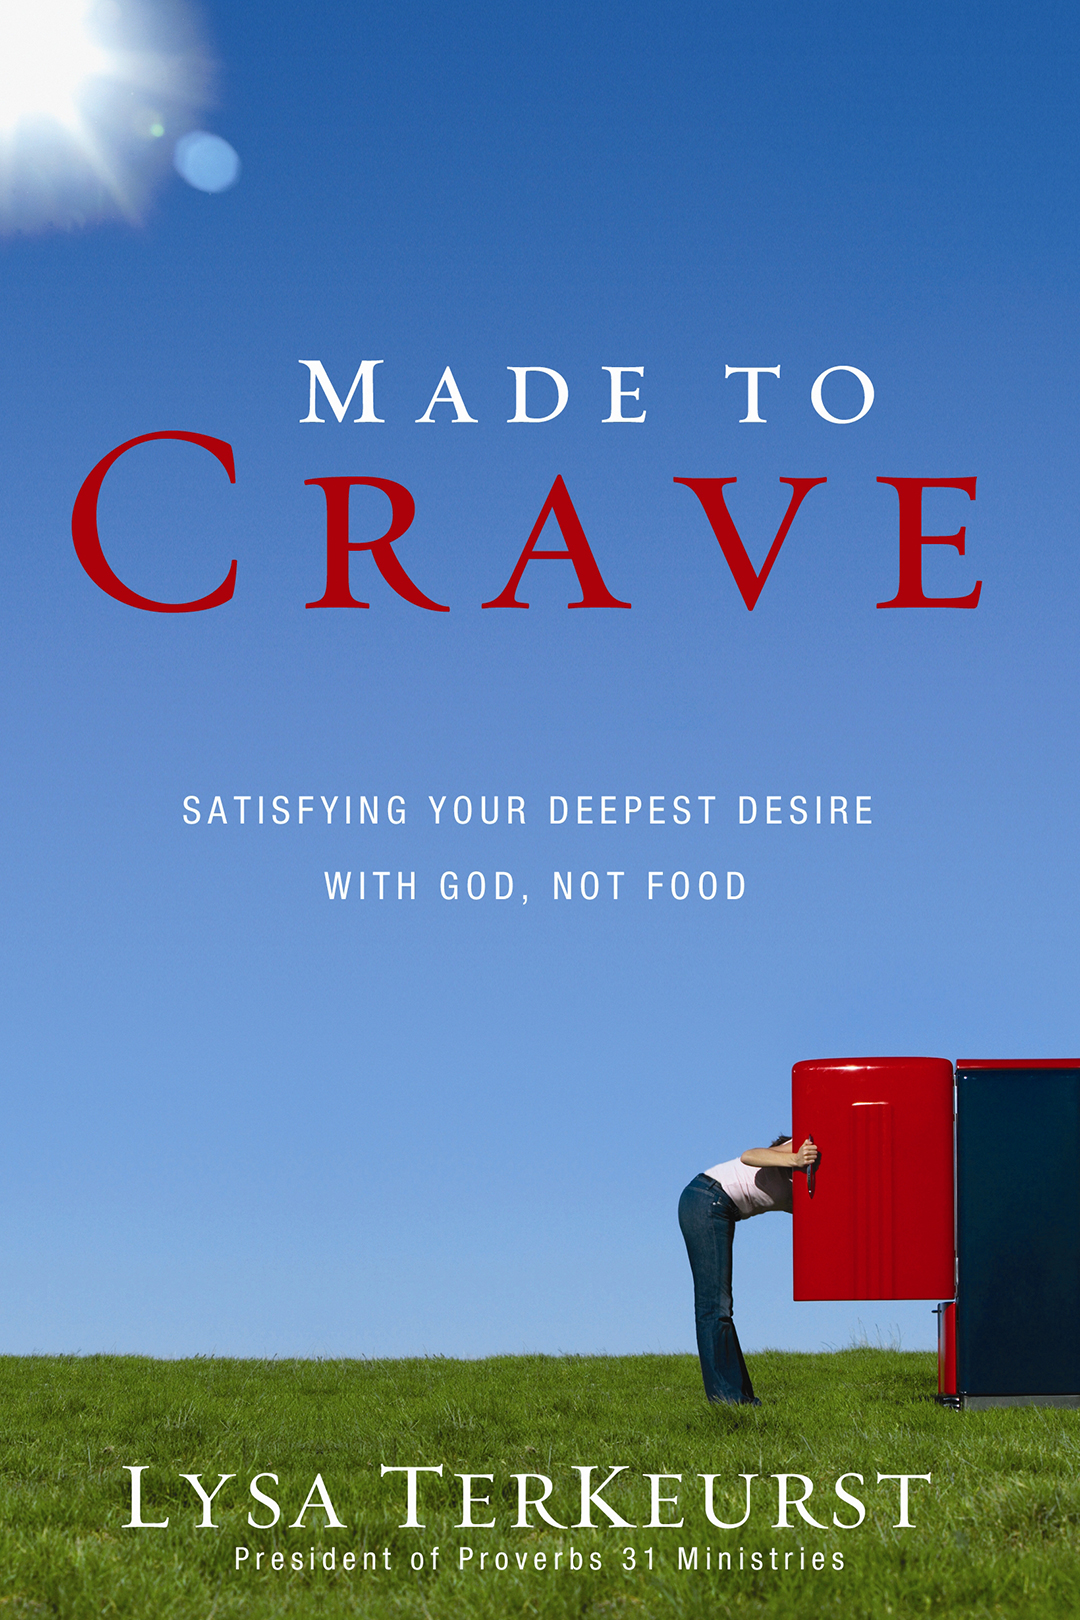 MADE TO
CRAVE
SATISFYING YOUR DEEPEST DESIRE
WITH GOD, NOT FOOD
LYSA TERKEURST
President of Proverbs 31 Ministries